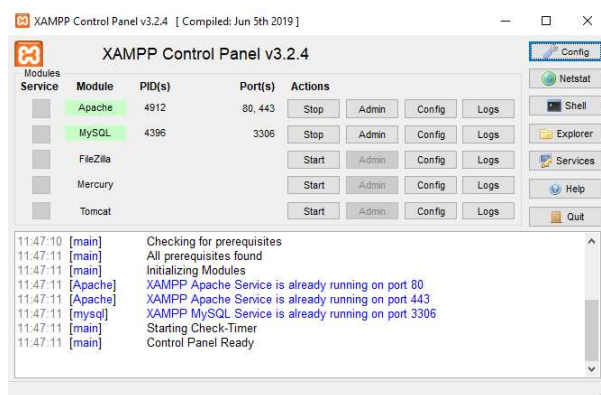 XAMPP Control Panel v3.2.4 [ Compiled: Jun 5th 2019 ]
XAMPP Control Panel v3.2.4
Config
Modules
Service Module PID(s) Port(s) Actions
Netstat
Apache 4912 80, 443 Stop Admin Config Logs
Shell
MySQL 4396 3306 Stop Admin Config Logs
Explorer
FileZilla Start Admin Config Logs
Services
Mercury Start Admin Config Logs
Help
Tomcat Start Admin Config Logs
Quit
11:47:10 [main] Checking for prerequisites
11:47:11 [main] All prerequisites found
11:47:11 [main] Initializing Modules
11:47:11 [Apache] XAMPP Apache Service is already running on port 80
11:47:11 [Apache] XAMPP Apache Service is already running on port 443
11:47:11 [mysql] XAMPP MySQL Service is already running on port 3306
11:47:11 [main] Starting Check-Timer
11:47:11 [main] Control Panel Ready